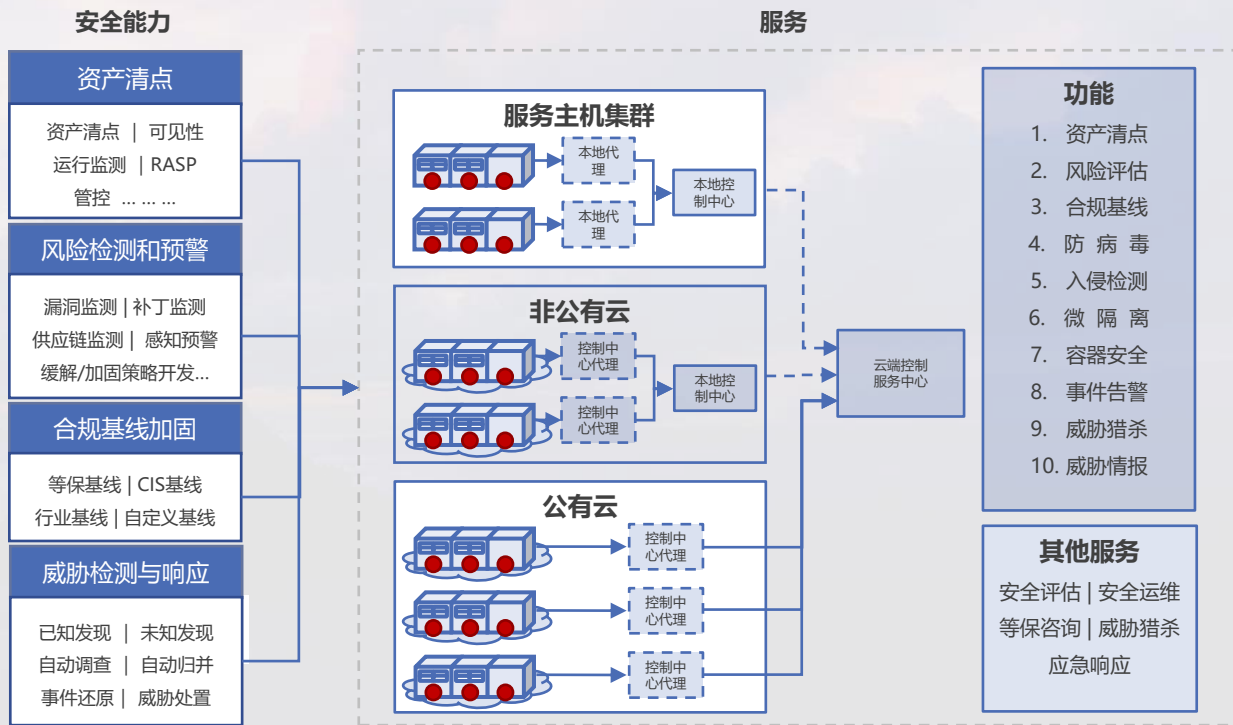 安全能力
服务
资产清点
资产清点 | 可见性
运行监测 | RASP
管控 ... ... ...
风险检测和预警
漏洞监测 | 补丁监测
供应链监测 | 感知预警
缓解/加固策略开发...
合规基线加固
等保基线 | CIS基线
行业基线 | 自定义基线
威胁检测与响应
已知发现 | 未知发现
自动调查 | 自动归并
事件还原 | 威胁处置
服务主机集群
本地代
理
本地代
理
本地控
制中心
非公有云
控制中
心代理
控制中
心代理
本地控
制中心
公有云
控制中
心代理
控制中
心代理
控制中
心代理
云端控制
服务中心
功能
1. 资产清点
2. 风险评估
3. 合规基线
4. 防 病 毒
5. 入侵检测
6. 微 隔 离
7. 容器安全
8. 事件告警
9. 威胁猎杀
10. 威胁情报
其他服务
安全评估 | 安全运维
等保咨询 | 威胁猎杀
应急响应